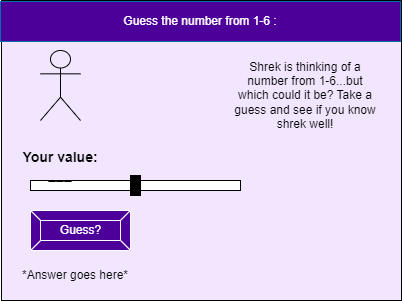 Guess the number from 1-6 :
Shrek is thinking of a
number from 1-6...but
which could it be? Take a
guess and see if you know
shrek well!
Your value:
Guess?
*Answer goes here*